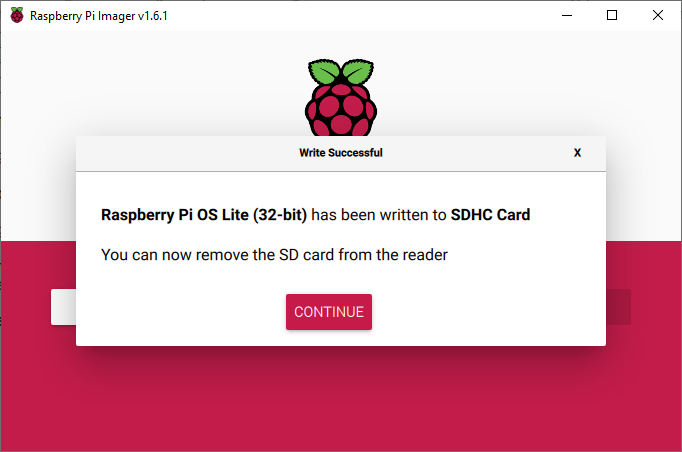 Raspberry Pi Imager v1.6.1
Write Successful
X
Raspberry Pi OS Lite (32-bit) has been written to SDHC Card
You can now remove the SD card from the reader
CONTINUE